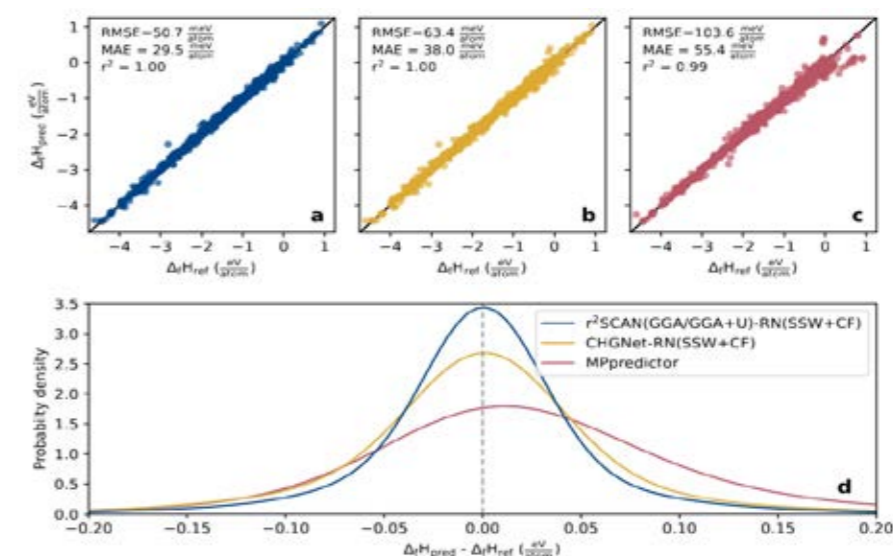 RMSE−50.7 meV/atom
MAE = 29.5 meV/atom
r² − 1.00
a
RMSE−63.4 meV/atom
MAE = 38.0 meV/atom
r² − 1.00
b
RMSE−103.6 meV/atom
MAE = 55.4 meV/atom
r² − 0.99
c
1
0
−1
−2
−3
−4
ΔfHprec (eV/atom)
−4 −3 −2 −1 0 1
−4 −3 −2 −1 0 1
−4 −3 −2 −1 0 1
ΔfHref (eV/atom)
ΔfHref (eV/atom)
ΔfHref (eV/atom)
3.5
3.0
2.5
2.0
1.5
1.0
0.5
0.0
Probabilty density
r²SCAN(GGA/GGA+U)-RN(SSW+CF)
CHGNet-RN(SSW+CF)
MPpredictor
d
−0.20 −0.15 −0.10 −0.05 0.00 0.05 0.10 0.15 0.20
ΔfHpred - ΔfHref (eV/atom)